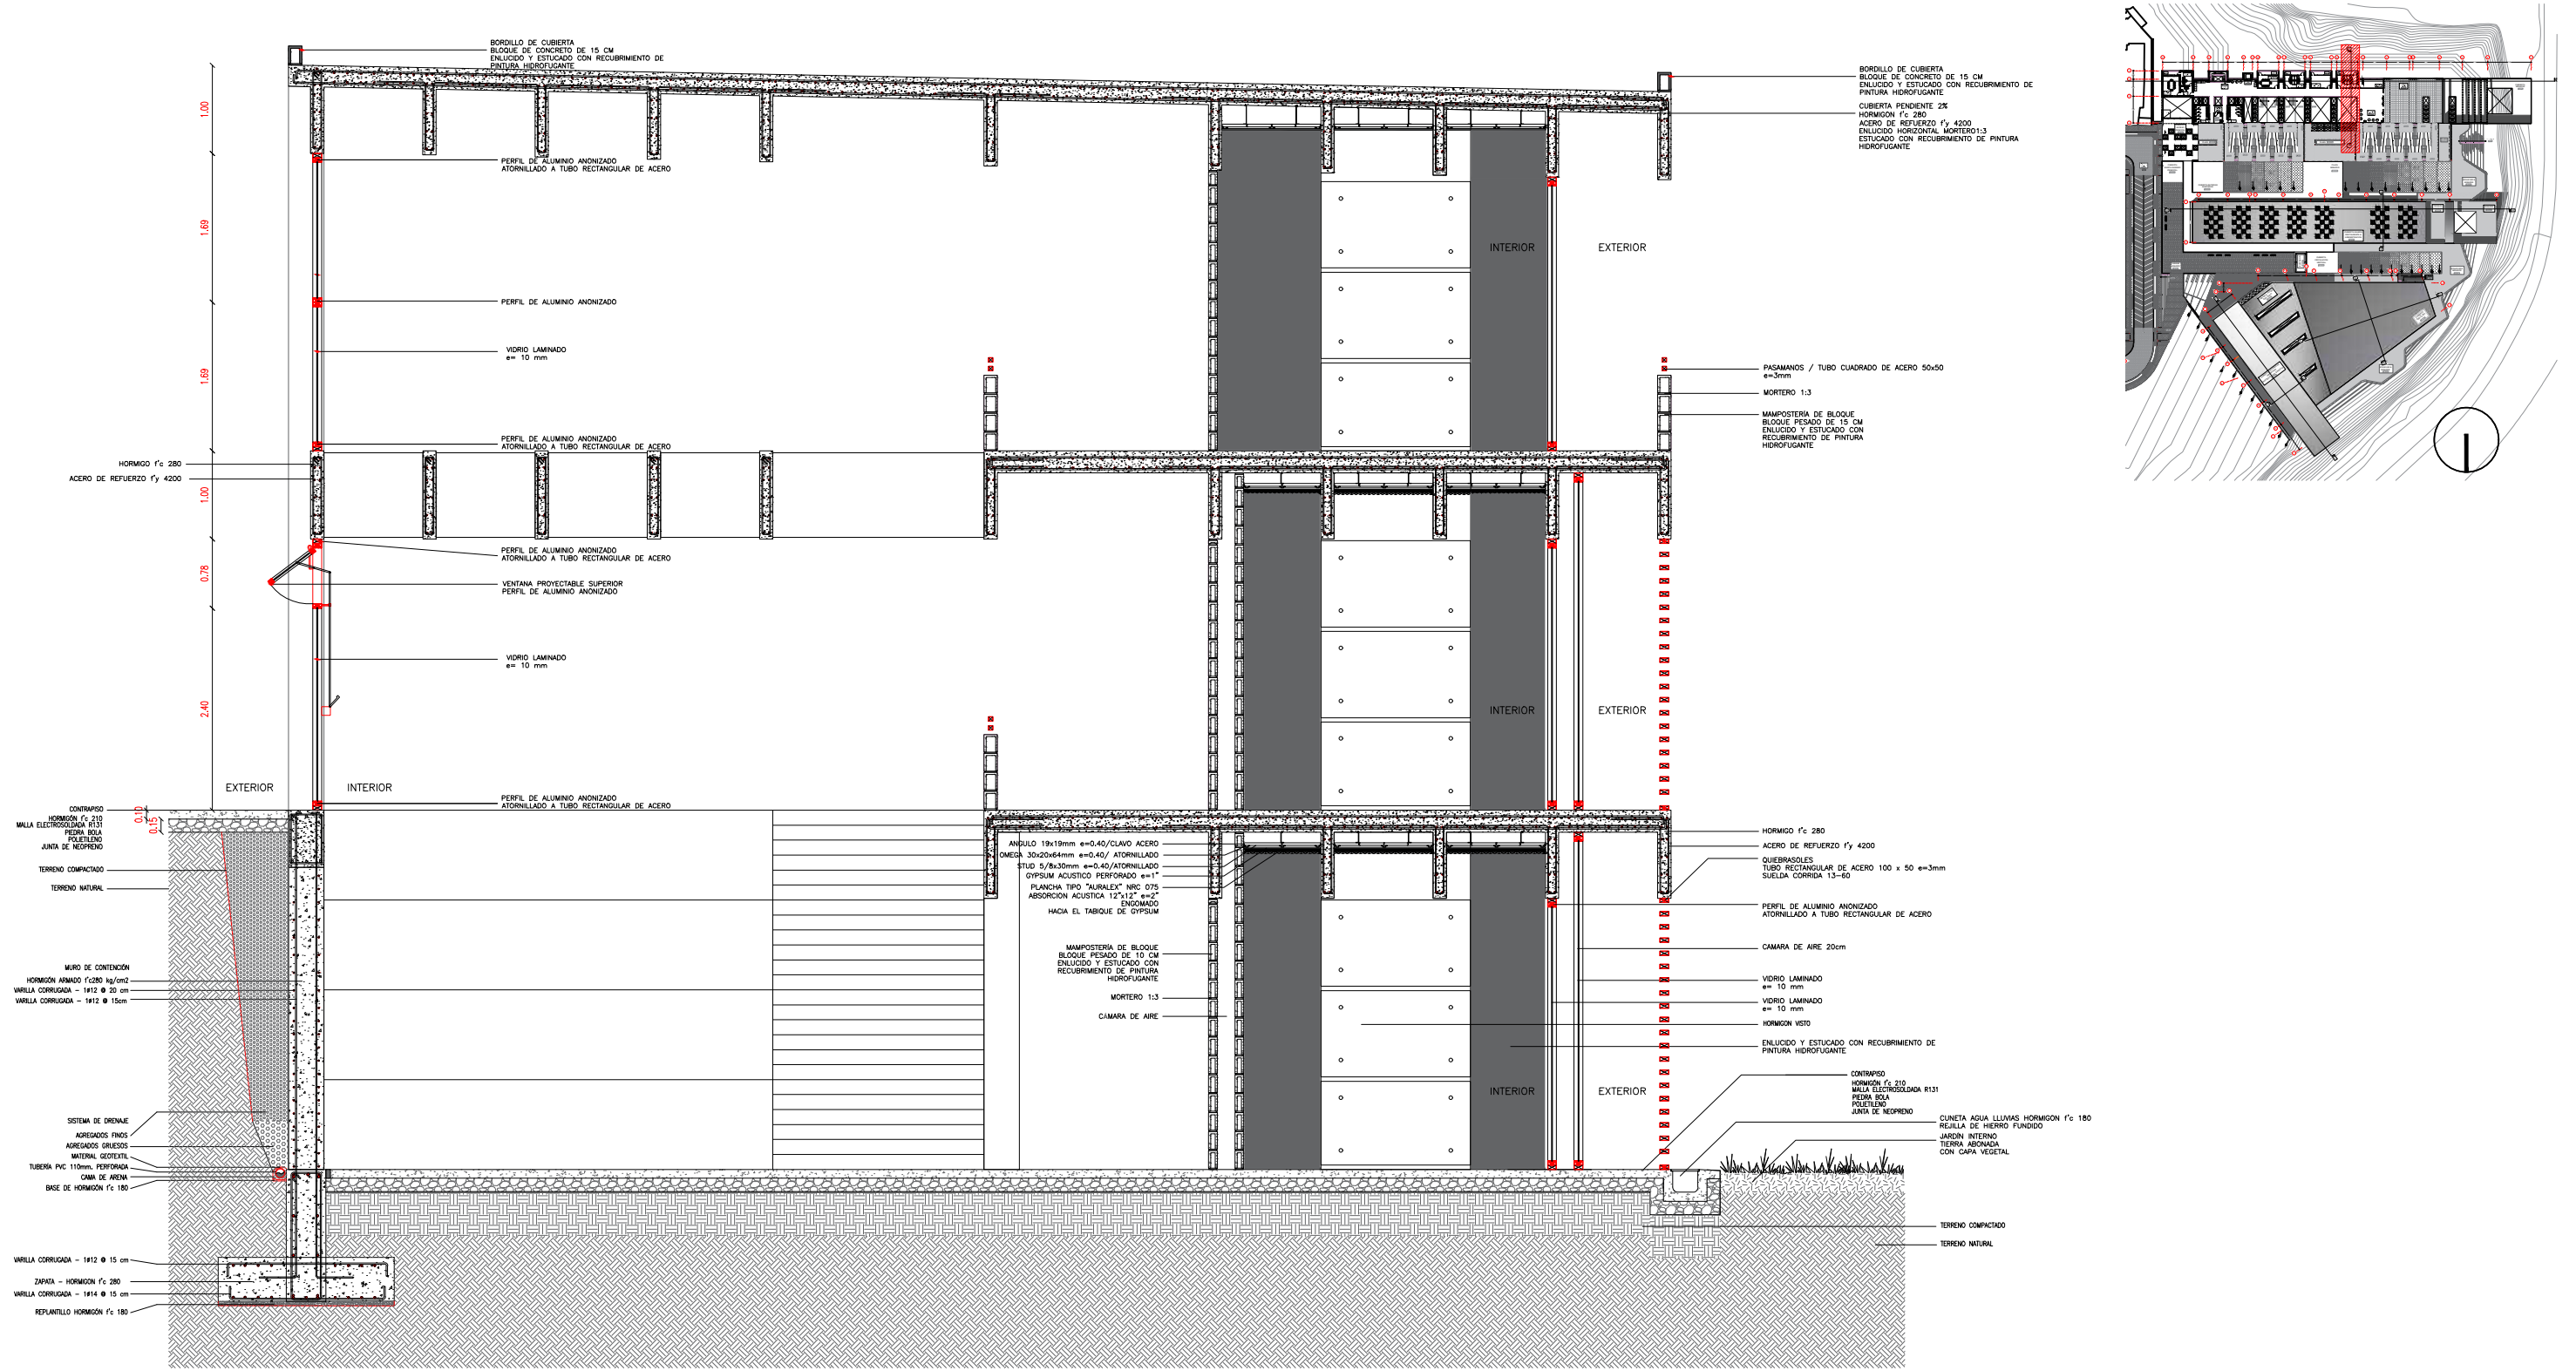 BORDILLO DE CUBIERTA
BLOQUE DE CONCRETO DE 15 CM
ENLUCIDO Y ESTUCADO CON RECUBRIMIENTO DE
PINTURA HIDROFUGANTE
1.00
PERFIL DE ALUMINIO ANONIZADO
ATORNILLADO A TUBO RECTANGULAR DE ACERO
1.69
PERFIL DE ALUMINIO ANONIZADO
VIDRIO LAMINADO
e= 10 mm
1.69
PERFIL DE ALUMINIO ANONIZADO
ATORNILLADO A TUBO RECTANGULAR DE ACERO
HORMIGO f'c 280
ACERO DE REFUERZO f'y 4200
1.00
PERFIL DE ALUMINIO ANONIZADO
ATORNILLADO A TUBO RECTANGULAR DE ACERO
0.78
VENTANA PROYECTABLE SUPERIOR
PERFIL DE ALUMINIO ANONIZADO
VIDRIO LAMINADO
e= 10 mm
2.40
EXTERIOR
INTERIOR
PERFIL DE ALUMINIO ANONIZADO
ATORNILLADO A TUBO RECTANGULAR DE ACERO
0.10
0.15
CONTRAPISO
HORMIGÓN f'c 210
MALLA ELECTROSOLDADA R131
PIEDRA BOLA
POLIETILENO
JUNTA DE NEOPRENO
TERRENO COMPACTADO
TERRENO NATURAL
MURO DE CONTENCIÓN
HORMIGÓN ARMADO f'c280 kg/cm2
VARILLA CORRUGADA - 1#12 @ 20 cm
VARILLA CORRUGADA - 1#12 @ 15cm
SISTEMA DE DRENAJE
AGREGADOS FINOS
AGREGADOS GRUESOS
MATERIAL GEOTEXTIL
TUBERÍA PVC 110mm. PERFORADA
CAMA DE ARENA
BASE DE HORMIGÓN f'c 180
VARILLA CORRUGADA - 1#12 @ 15 cm
ZAPATA - HORMIGON f'c 280
VARILLA CORRUGADA - 1#14 @ 15 cm
REPLANTILLO HORMIGÓN f'c 180
ANGULO 19x19mm e=0.40/CLAVO ACERO
OMEGA 30x20x64mm e=0.40/ ATORNILLADO
STUD 5/8x30mm e=0.40/ATORNILLADO
GYPSUM ACUSTICO PERFORADO e=1"
PLANCHA TIPO "AURALEX" NRC 075
ABSORCION ACUSTICA 12"x12" e=2"
ENGOMADO
HACIA EL TABIQUE DE GYPSUM
MAMPOSTERÍA DE BLOQUE
BLOQUE PESADO DE 10 CM
ENLUCIDO Y ESTUCADO CON
RECUBRIMIENTO DE PINTURA
HIDROFUGANTE
MORTERO 1:3
CÁMARA DE AIRE
INTERIOR
EXTERIOR
INTERIOR
EXTERIOR
INTERIOR
EXTERIOR
BORDILLO DE CUBIERTA
BLOQUE DE CONCRETO DE 15 CM
ENLUCIDO Y ESTUCADO CON RECUBRIMIENTO DE
PINTURA HIDROFUGANTE
CUBIERTA PENDIENTE 2%
HORMIGON f'c 280
ACERO DE REFUERZO f'y 4200
ENLUCIDO HORIZONTAL MORTERO1:3
ESTUCADO CON RECUBRIMIENTO DE PINTURA
HIDROFUGANTE
PASAMANOS / TUBO CUADRADO DE ACERO 50x50
e=3mm
MORTERO 1:3
MAMPOSTERÍA DE BLOQUE
BLOQUE PESADO DE 15 CM
ENLUCIDO Y ESTUCADO CON
RECUBRIMIENTO DE PINTURA
HIDROFUGANTE
HORMIGO f'c 280
ACERO DE REFUERZO f'y 4200
QUIEBRASOLES
TUBO RECTANGULAR DE ACERO 100 x 50 e=3mm
SUELDA CORRIDA 13-60
PERFIL DE ALUMINIO ANONIZADO
ATORNILLADO A TUBO RECTANGULAR DE ACERO
CAMARA DE AIRE 20cm
VIDRIO LAMINADO
e= 10 mm
VIDRIO LAMINADO
e= 10 mm
HORMIGON VISTO
ENLUCIDO Y ESTUCADO CON RECUBRIMIENTO DE
PINTURA HIDROFUGANTE
CONTRAPISO
HORMIGÓN f'c 210
MALLA ELECTROSOLDADA R131
PIEDRA BOLA
POLIETILENO
JUNTA DE NEOPRENO
CUNETA AGUA LLUVIAS HORMIGON f'c 180
REJILLA DE HIERRO FUNDIDO
JARDÍN INTERNO
TIERRA ABONADA
CON CAPA VEGETAL
TERRENO COMPACTADO
TERRENO NATURAL